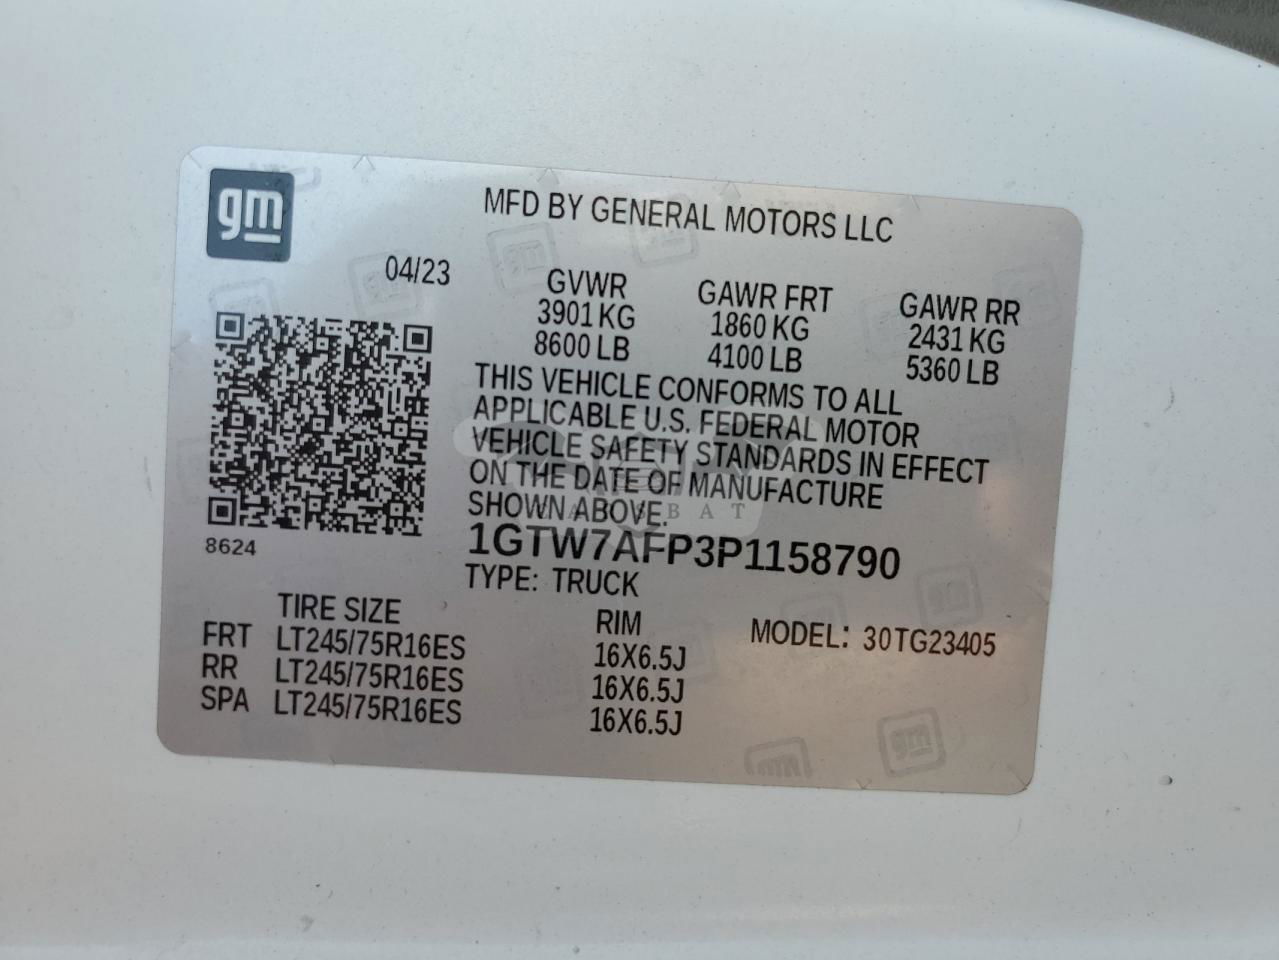 gm
MFD BY GENERAL MOTORS LLC
04/23
GVWR GAWR FRT GAWR RR
3901 KG 1860 KG 2431 KG
8600 LB 4100 LB 5360 LB
THIS VEHICLE CONFORMS TO ALL
APPLICABLE U.S. FEDERAL MOTOR
VEHICLE SAFETY STANDARDS IN EFFECT
ON THE DATE OF MANUFACTURE
SHOWN ABOVE.
8624
1GTW7AFP3P1158790
TYPE: TRUCK
TIRE SIZE RIM MODEL: 30TG23405
FRT LT245/75R16ES 16X6.5J
RR LT245/75R16ES 16X6.5J
SPA LT245/75R16ES 16X6.5J